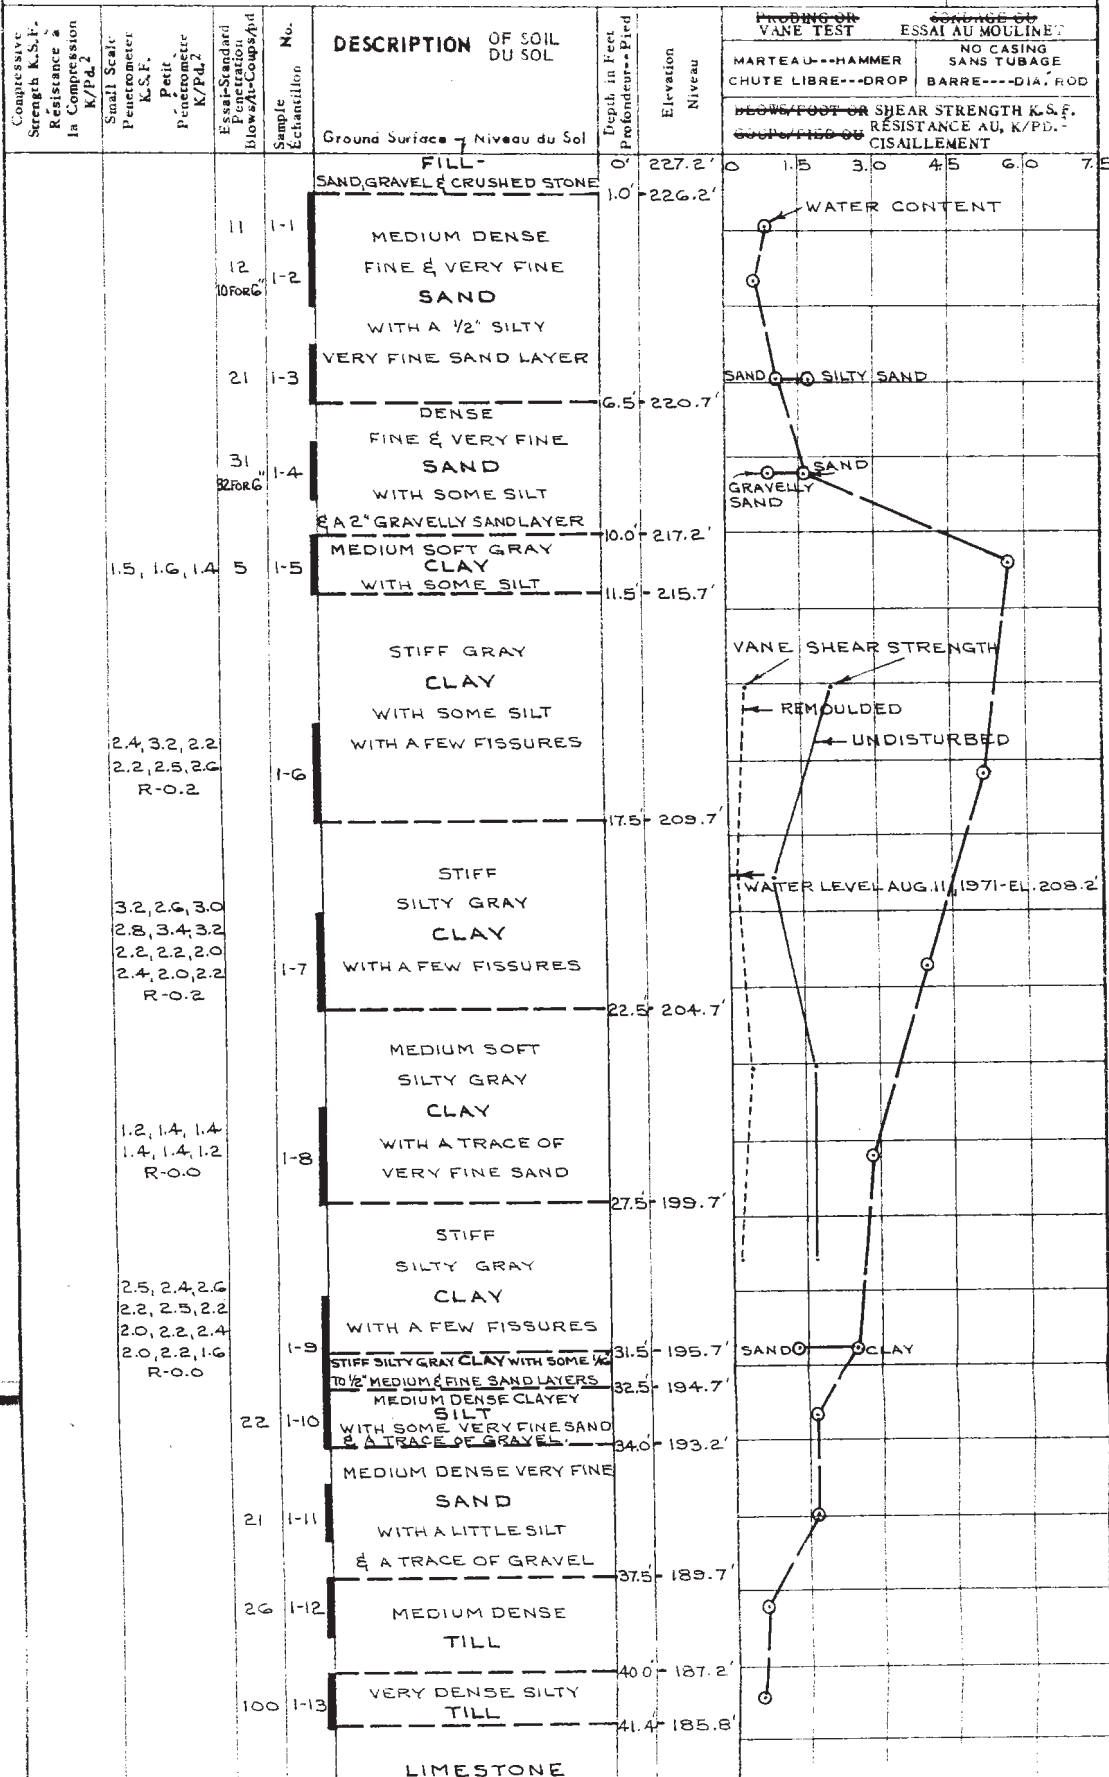 Compressive
Strength K.S.F.
Résistance à
la Compression
K/Pd.²
Small Scale
Penetrometer
K.S.F.
Petit
Pénétromètre
K/Pd.²
Essai-Standard
Penetration
Blows/ft-Coups/pd
Sample
Échantillon
No.
DESCRIPTION OF SOIL
DU SOL
Ground Surface - Niveau du Sol
Depth in Feet
Profondeur--Pied
Elevation
Niveau
PROBING OR SONDAGE OU
VANE TEST ESSAI AU MOULINET
MARTEAU---HAMMER NO CASING
SANS TUBAGE
CHUTE LIBRE---DROP BARRE----DIA. ROD
BLOWS/FOOT OR SHEAR STRENGTH K.S.F.
COUPS/PIED OU RÉSISTANCE AU, K/PD.-
CISAILLEMENT
FILL- 0' 227.2' 0 1.5 3.0 4.5 6.0 7.5
SAND, GRAVEL & CRUSHED STONE 1.0' 226.2'
WATER CONTENT
11 1-1 MEDIUM DENSE
12 1-2 FINE & VERY FINE
10 FOR 6"
SAND
WITH A 1/2" SILTY
VERY FINE SAND LAYER
21 1-3 SAND SILTY SAND
6.5' 220.7'
DENSE
FINE & VERY FINE
31 1-4 SAND SAND
32 FOR 6" WITH SOME SILT GRAVELLY
SAND
& A 2" GRAVELLY SAND LAYER
10.0' 217.2'
MEDIUM SOFT GRAY
1.5, 1.6, 1.4 5 1-5 CLAY
WITH SOME SILT 11.5' 215.7'
STIFF GRAY VANE SHEAR STRENGTH
CLAY
WITH SOME SILT REMOULDED
2.4, 3.2, 2.2 WITH A FEW FISSURES UNDISTURBED
2.2, 2.5, 2.6 1-6
R-0.2
17.5' 209.7'
STIFF WATER LEVEL AUG. 11, 1971-EL. 208.2'
3.2, 2.6, 3.0 SILTY GRAY
2.8, 3.4, 3.2 CLAY
2.2, 2.2, 2.0
2.4, 2.0, 2.2 1-7 WITH A FEW FISSURES
R-0.2
22.5' 204.7'
MEDIUM SOFT
SILTY GRAY
CLAY
1.2, 1.4, 1.4
1.4, 1.4, 1.2 1-8 WITH A TRACE OF
R-0.0 VERY FINE SAND
27.5' 199.7'
STIFF
SILTY GRAY
2.5, 2.4, 2.6 CLAY
2.2, 2.5, 2.2
2.0, 2.2, 2.4 WITH A FEW FISSURES
2.0, 2.2, 1.6 1-9 31.5' 195.7' SAND CLAY
R-0.0
STIFF SILTY GRAY CLAY WITH SOME 1/16"
TO 1/2" MEDIUM & FINE SAND LAYERS 32.5' 194.7'
MEDIUM DENSE CLAYEY
22 1-10 SILT
WITH SOME VERY FINE SAND
& A TRACE OF GRAVEL. 34.0' 193.2'
MEDIUM DENSE VERY FINE
SAND
21 1-11 WITH A LITTLE SILT
& A TRACE OF GRAVEL
37.5' 189.7'
26 1-12 MEDIUM DENSE
TILL
40.0' 187.2'
100 1-13 VERY DENSE SILTY
TILL
41.4' 185.8'
LIMESTONE